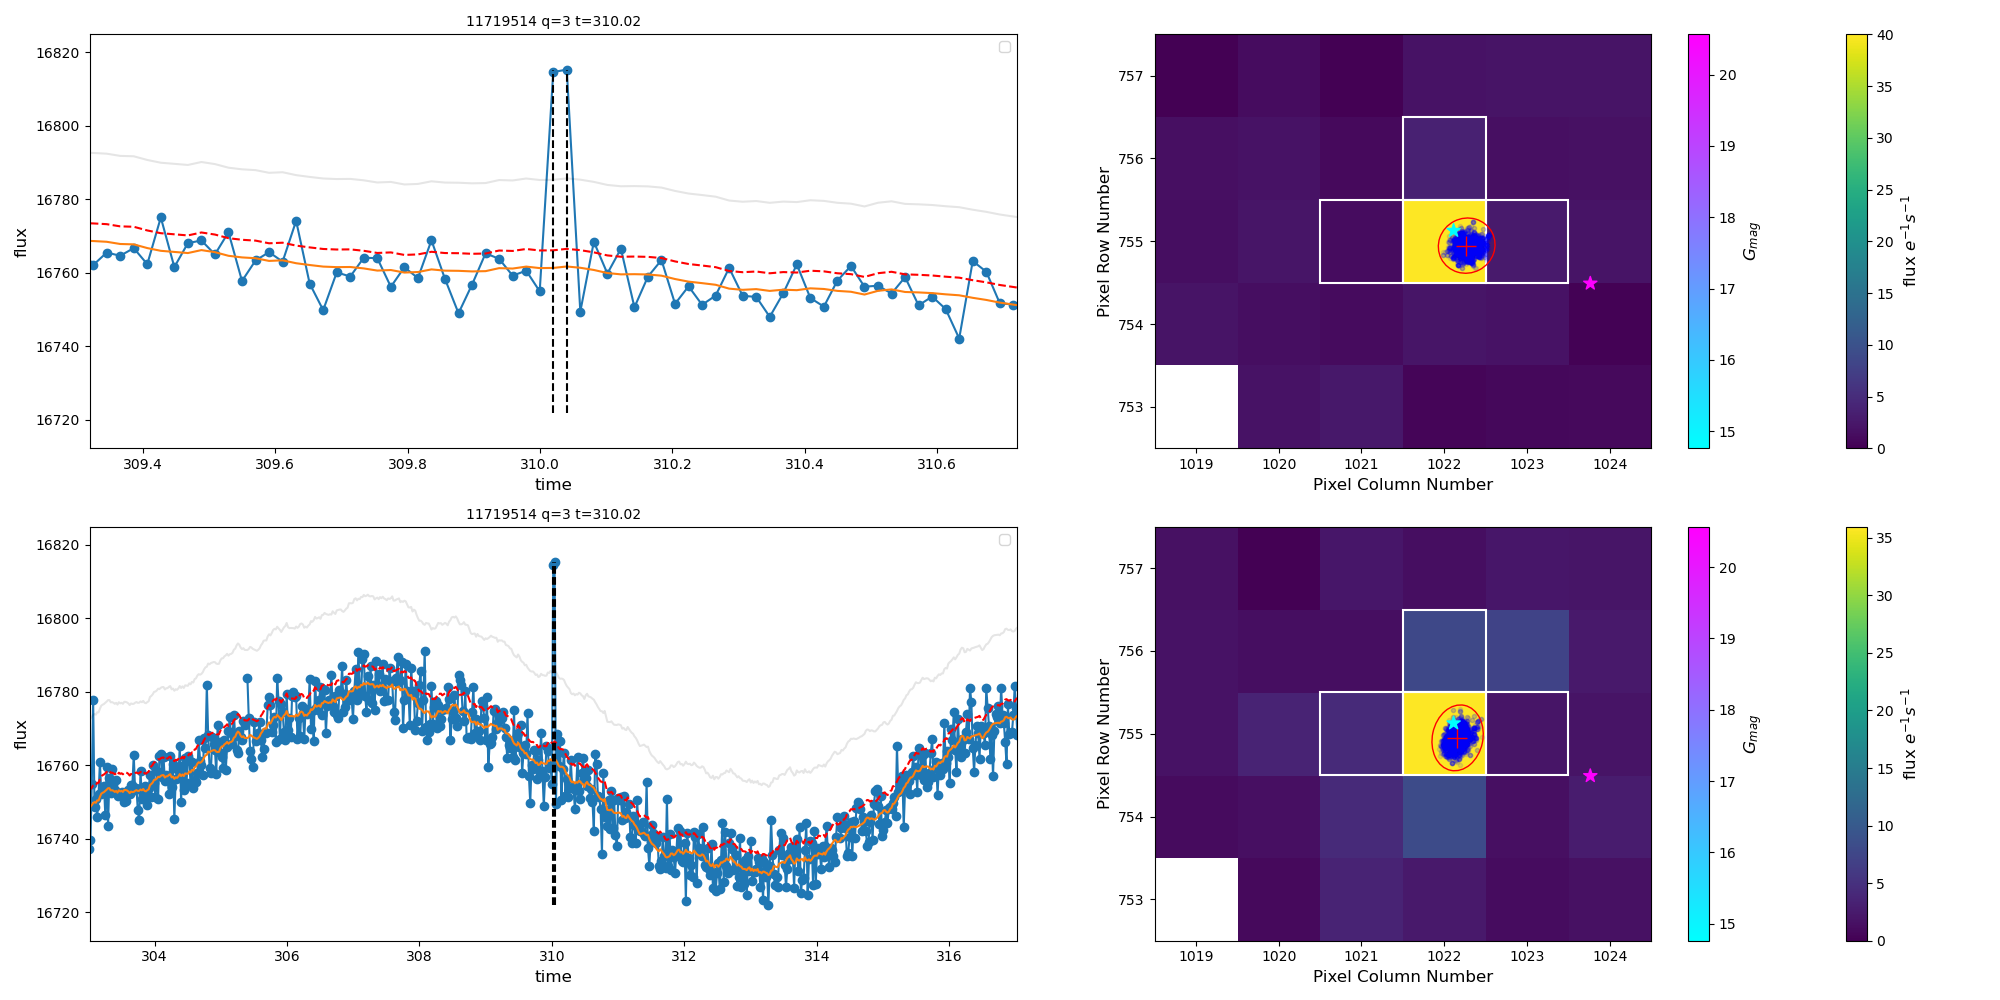 11719514 q=3 t=310.02
16820
16800
16780
16760
16740
16720
flux
309.4 309.6 309.8 310.0 310.2 310.4 310.6
time
757
756
755
754
753
Pixel Row Number
1019 1020 1021 1022 1023 1024
Pixel Column Number
20
19
18
17
16
15
G_mag
40
35
30
25
20
15
10
5
0
flux e⁻¹s⁻¹
11719514 q=3 t=310.02
16820
16800
16780
16760
16740
16720
flux
304 306 308 310 312 314 316
time
757
756
755
754
753
Pixel Row Number
1019 1020 1021 1022 1023 1024
Pixel Column Number
20
19
18
17
16
15
G_mag
35
30
25
20
15
10
5
0
flux e⁻¹s⁻¹